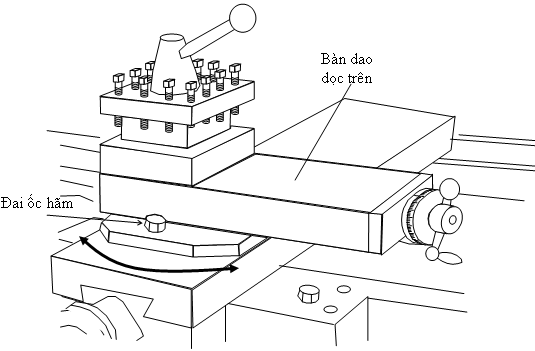 Bàn dao
dọc trên
Đai ốc hãm